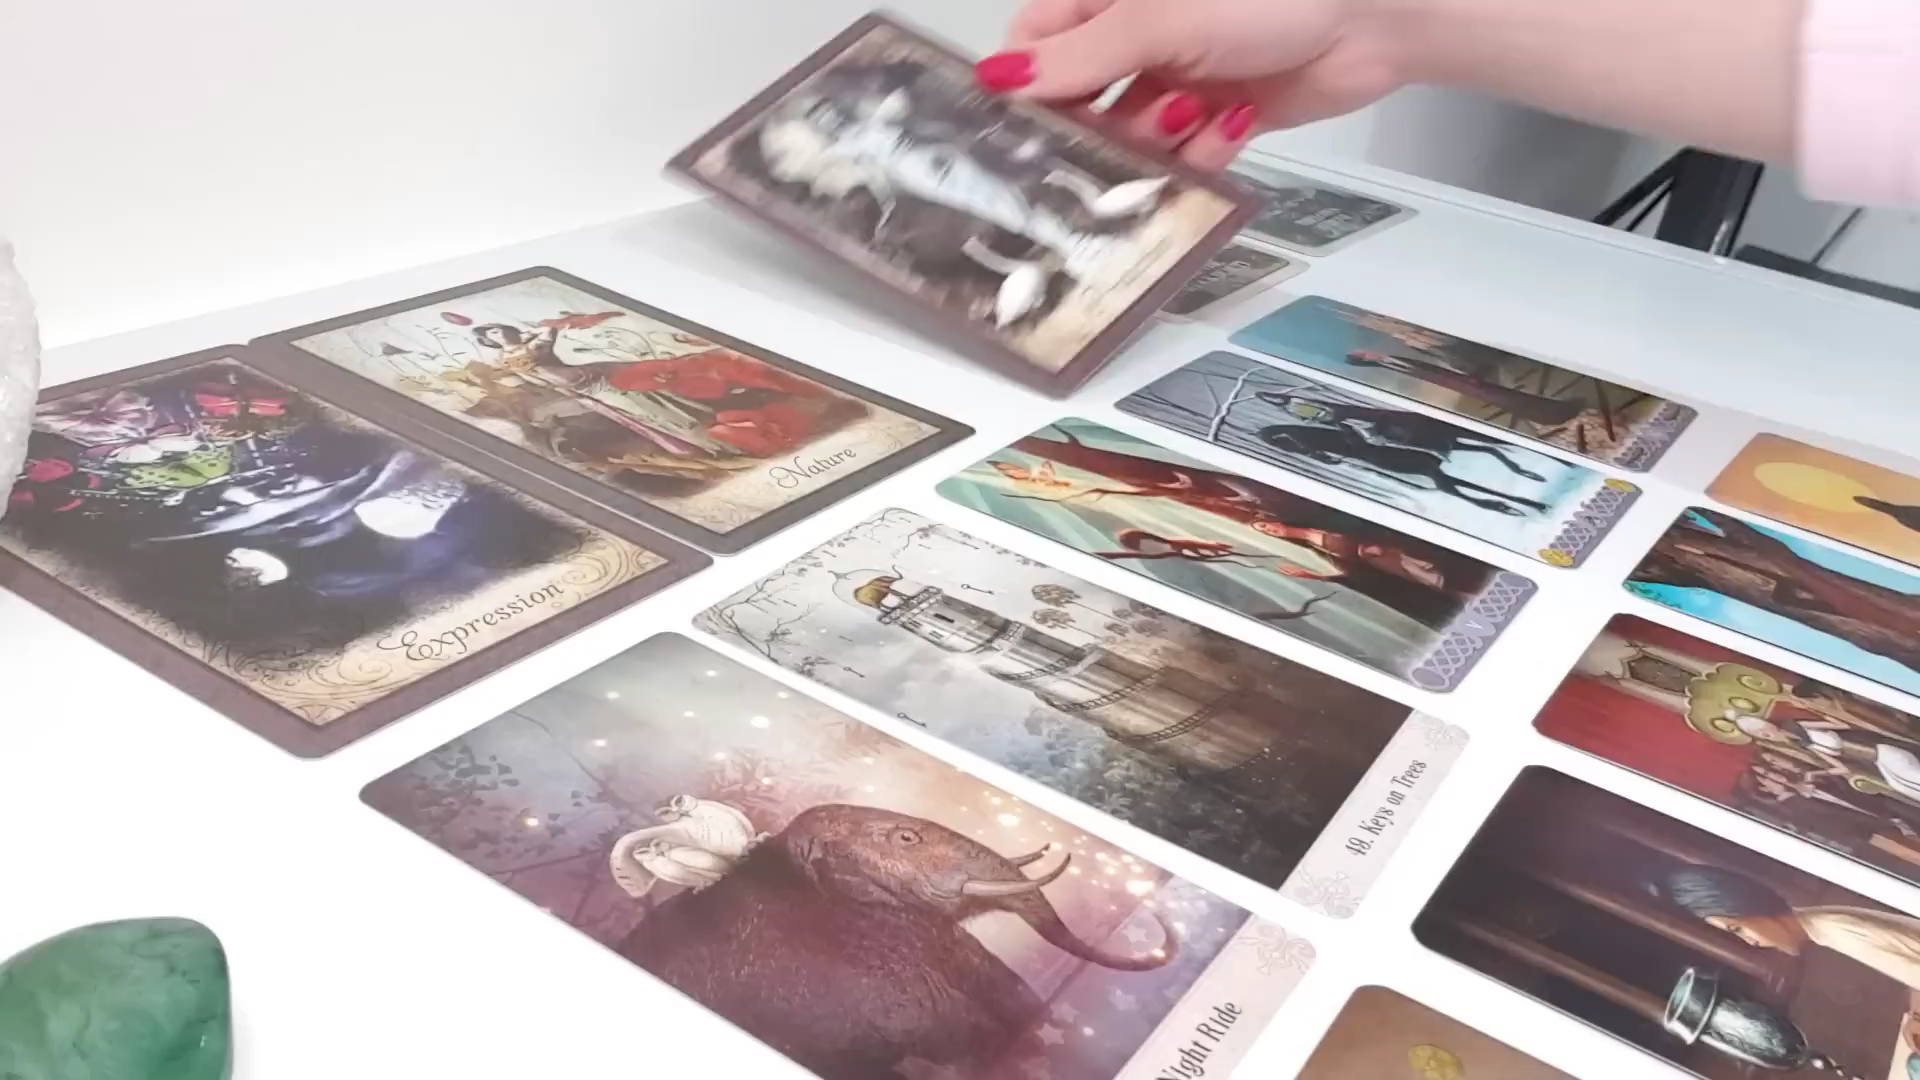 Nature
Expression
49. Keys on Trees
Night Ride
V